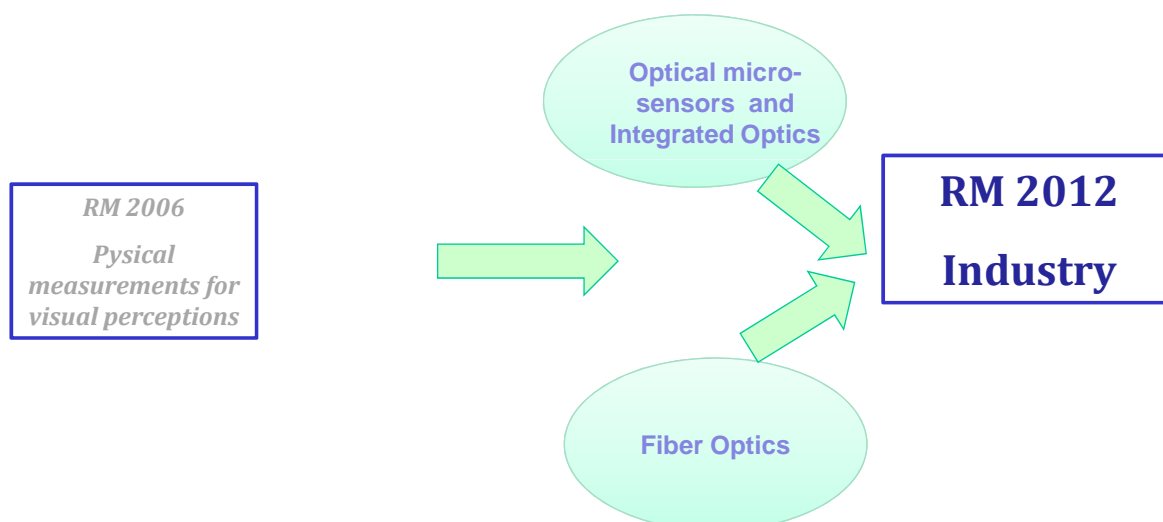 Optical micro-
sensors and
Integrated Optics
RM 2006
Pysical
measurements for
visual perceptions
RM 2012
Industry
Fiber Optics